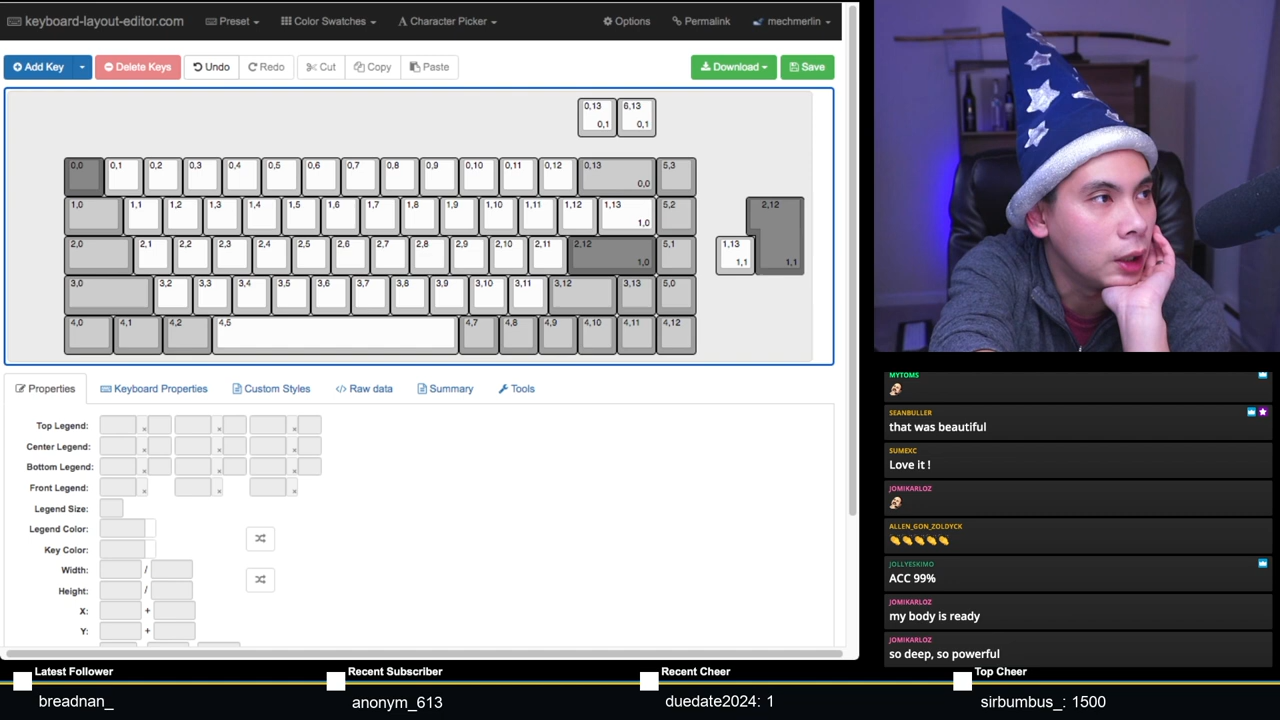 keyboard-layout-editor.com Preset Color Swatches Character Picker Options Permalink mechmerlin
Add Key Delete Keys Undo Redo Cut Copy Paste Download Save
0,13 6,13
0,1 0,1
0,0 0,1 0,2 0,3 0,4 0,5 0,6 0,7 0,8 0,9 0,10 0,11 0,12 0,13 5,3
0,0
1,0 1,1 1,2 1,3 1,4 1,5 1,6 1,7 1,8 1,9 1,10 1,11 1,12 1,13 5,2 2,12
1,0
2,0 2,1 2,2 2,3 2,4 2,5 2,6 2,7 2,8 2,9 2,10 2,11 2,12 5,1 1,13
1,0 1,1 1,1
3,0 3,2 3,3 3,4 3,5 3,6 3,7 3,8 3,9 3,10 3,11 3,12 3,13 5,0
4,0 4,1 4,2 4,5 4,7 4,8 4,9 4,10 4,11 4,12
Properties Keyboard Properties Custom Styles Raw data Summary Tools
Top Legend:
Center Legend:
Bottom Legend:
Front Legend:
Legend Size:
Legend Color:
Key Color:
Width: /
Height: /
X: +
Y: +
MYTOMS
SEANBULLER
that was beautiful
SUMEXC
Love it !
JOMIKARLOZ
ALLEN_GON_ZOLDYCK
JOLLYESKIMO
ACC 99%
JOMIKARLOZ
my body is ready
JOMIKARLOZ
so deep, so powerful
Latest Follower Recent Subscriber Recent Cheer Top Cheer
breadnan_ anonym_613 duedate2024: 1 sirbumbus_: 1500